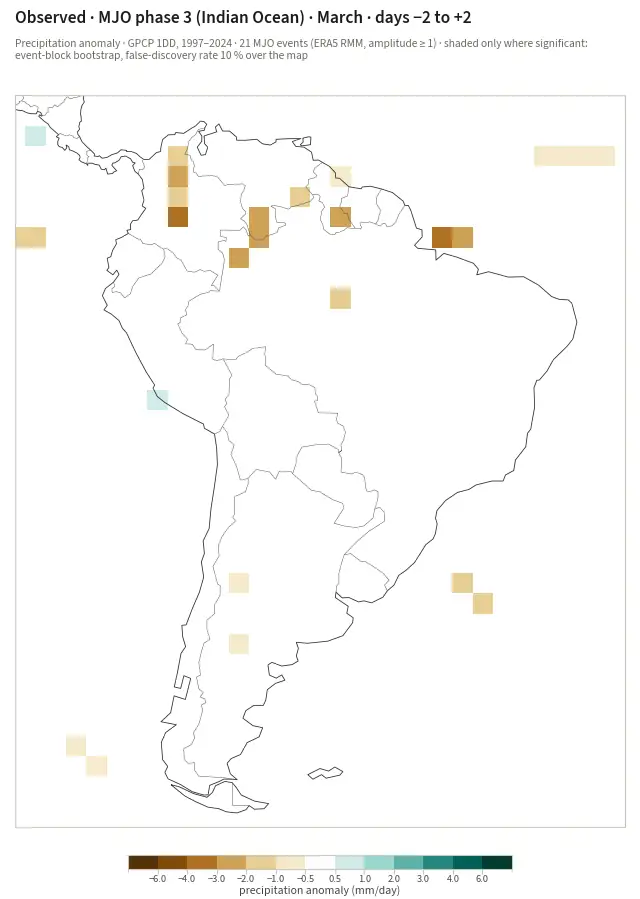 Observed · MJO phase 3 (Indian Ocean) · March · days −2 to +2
Precipitation anomaly · GPCP 1DD, 1997–2024 · 21 MJO events (ERA5 RMM, amplitude ≥ 1) · shaded only where significant:
event-block bootstrap, false-discovery rate 10 % over the map
−6.0 −4.0 −3.0 −2.0 −1.0 −0.5 0.5 1.0 2.0 3.0 4.0 6.0
precipitation anomaly (mm/day)